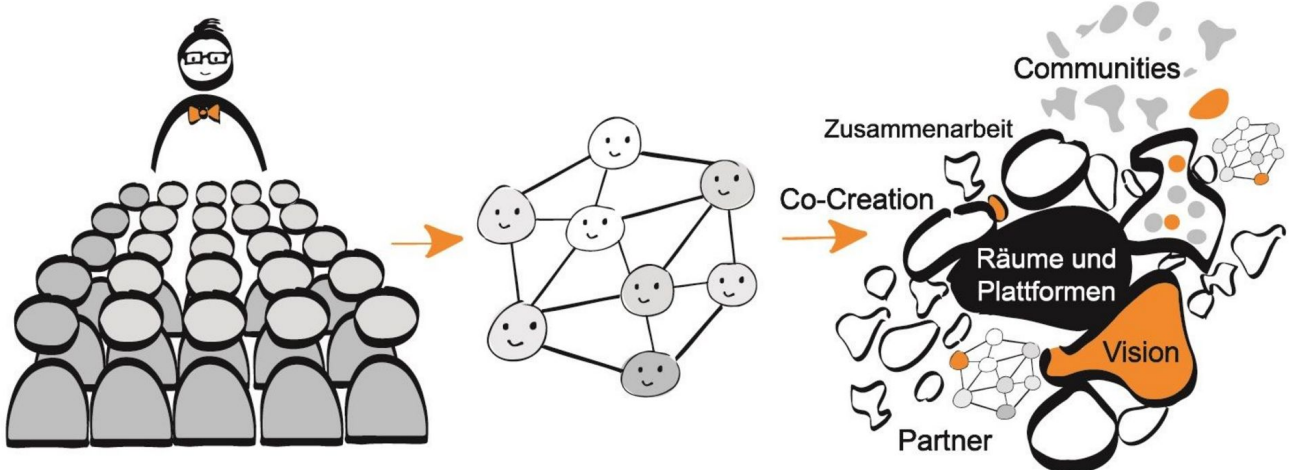 Communities
Zusammenarbeit
Co-Creation
Räume und
Plattformen
Vision
Partner